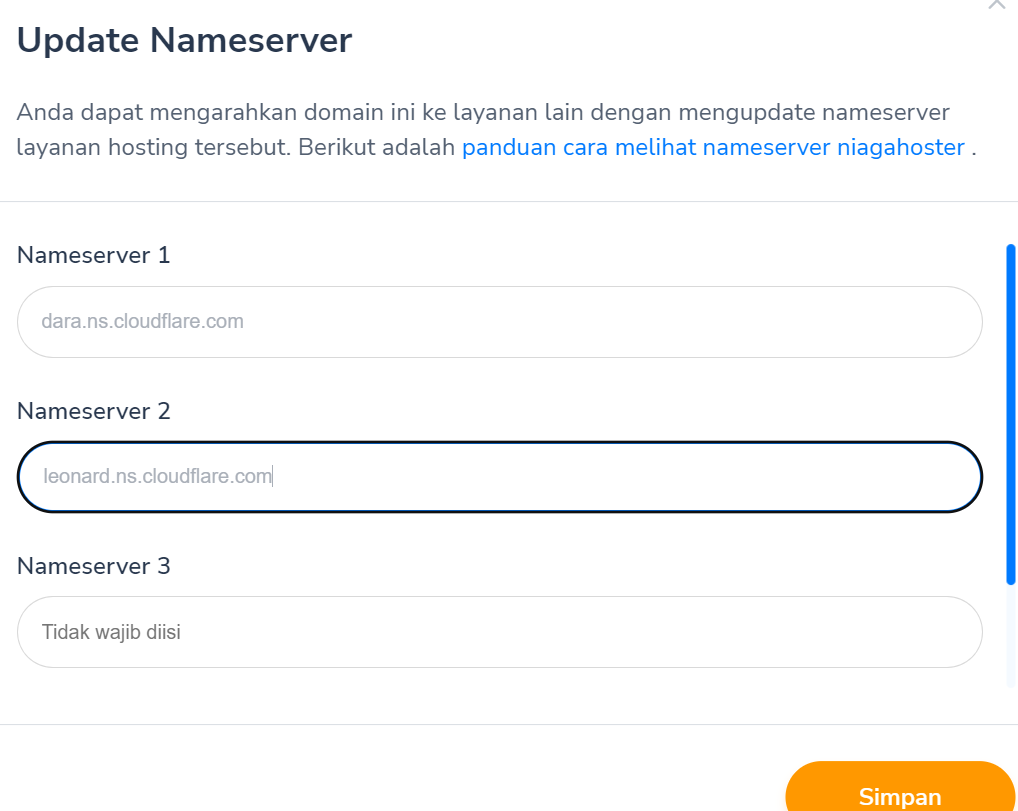 Update Nameserver
Anda dapat mengarahkan domain ini ke layanan lain dengan mengupdate nameserver
layanan hosting tersebut. Berikut adalah panduan cara melihat nameserver niagahoster .
Nameserver 1
dara.ns.cloudflare.com
Nameserver 2
leonard.ns.cloudflare.com
Nameserver 3
Tidak wajib diisi
Simpan